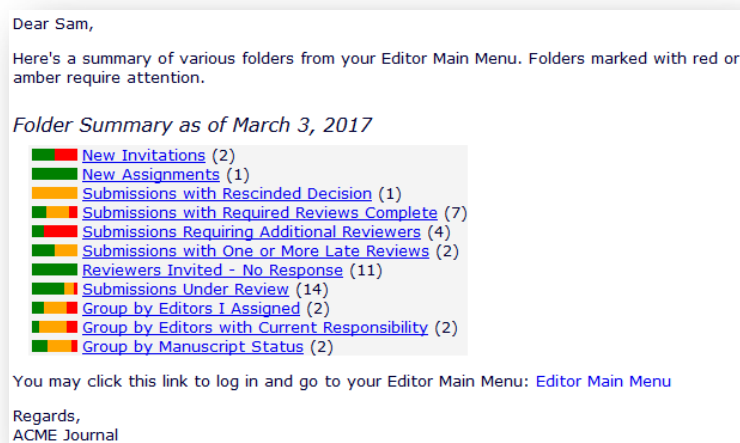 Dear Sam,
Here's a summary of various folders from your Editor Main Menu. Folders marked with red or
amber require attention.
Folder Summary as of March 3, 2017
New Invitations (2)
New Assignments (1)
Submissions with Rescinded Decision (1)
Submissions with Required Reviews Complete (7)
Submissions Requiring Additional Reviewers (4)
Submissions with One or More Late Reviews (2)
Reviewers Invited - No Response (11)
Submissions Under Review (14)
Group by Editors I Assigned (2)
Group by Editors with Current Responsibility (2)
Group by Manuscript Status (2)
You may click this link to log in and go to your Editor Main Menu: Editor Main Menu
Regards,
ACME Journal